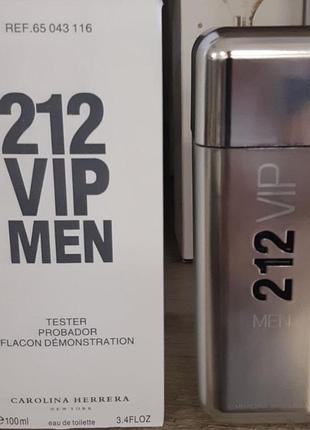 REF.65 043 116
212
VIP
MEN
TESTER
PROBADOR
FLACON DÉMONSTRATION
CAROLINA HERRERA
NEW YORK
℮100ml eau de toilette 3.4FLOZ
212 VIP
MEN